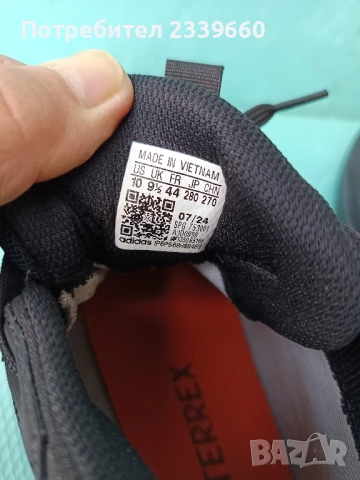 Потребител 2339660
MADE IN VIETNAM
US UK FR JP CHN
10 9½ 44 280 270
07/24
adidas
TERREX
bazar